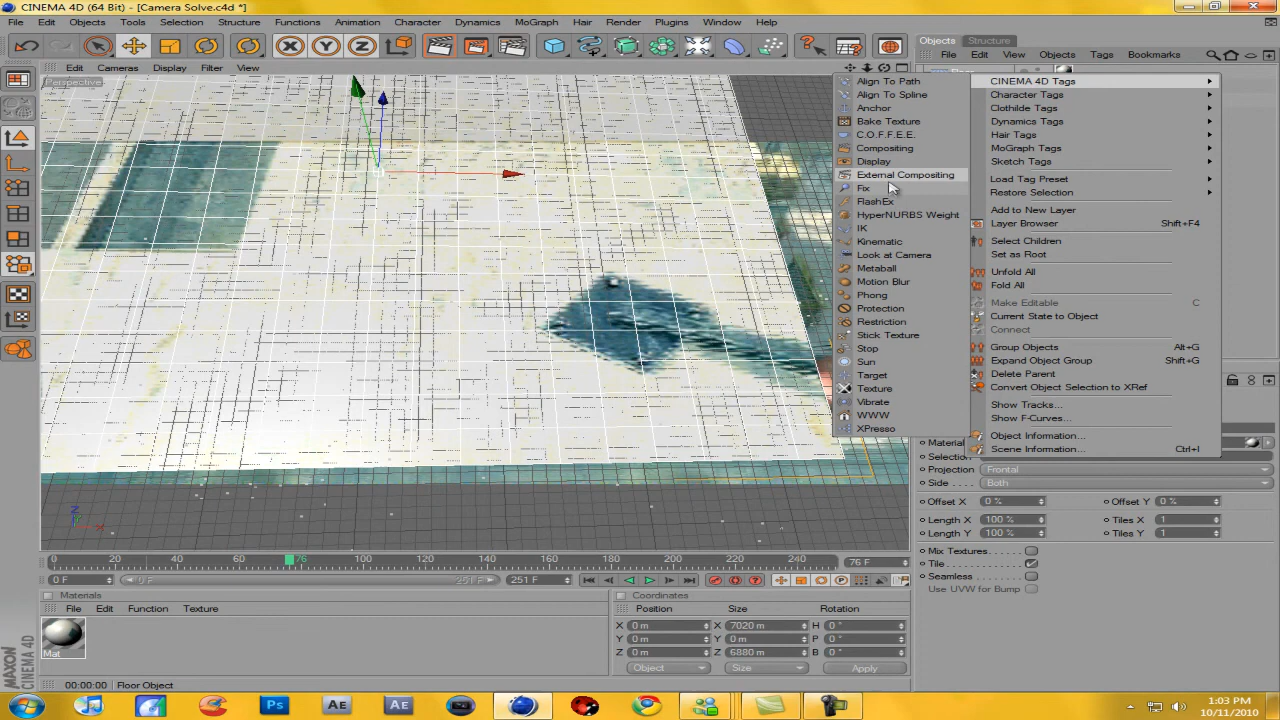 CINEMA 4D (64 Bit) - [Camera Solve.c4d *]
File Edit Objects Tools Selection Structure Functions Animation Character Dynamics MoGraph Hair Render Plugins Window Help
Objects Structure
Edit Cameras Display Filter View
File Edit View Objects Tags Bookmarks
Perspective
Align To Path
Align To Spline
Anchor
Bake Texture
C.O.F.F.E.E.
Compositing
Display
External Compositing
Fix
FlashEx
HyperNURBS Weight
IK
Kinematic
Look at Camera
Metaball
Motion Blur
Phong
Protection
Restriction
Stick Texture
Stop
Sun
Target
Texture
Vibrate
WWW
XPresso
CINEMA 4D Tags
Character Tags
Clothilde Tags
Dynamics Tags
Hair Tags
MoGraph Tags
Sketch Tags
Load Tag Preset
Restore Selection
Add to New Layer
Layer Browser Shift+F4
Select Children
Set as Root
Unfold All
Fold All
Make Editable C
Current State to Object
Connect
Group Objects Alt+G
Expand Object Group Shift+G
Delete Parent
Convert Object Selection to XRef
Show Tracks...
Show F-Curves...
Object Information...
Scene Information... Ctrl+I
Material
Selection
Projection Frontal
Side Both
Offset X 0 % Offset Y 0 %
Length X 100 % Tiles X 1
Length Y 100 % Tiles Y 1
Mix Textures
Tile
Seamless
Use UVW for Bump
Z Y X
0 20 40 60 76 100 120 140 160 180 200 220 240 76 F
0 F 0 F 251 F 251 F
Materials
File Edit Function Texture
Mat
Coordinates
Position Size Rotation
X 0 m X 7020 m H 0 °
Y 0 m Y 0 m P 0 °
Z 0 m Z 6880 m B 0 °
Object Size Apply
MAXON CINEMA 4D
00:00:00 Floor Object
Ps AE AE
1:03 PM
10/11/2010